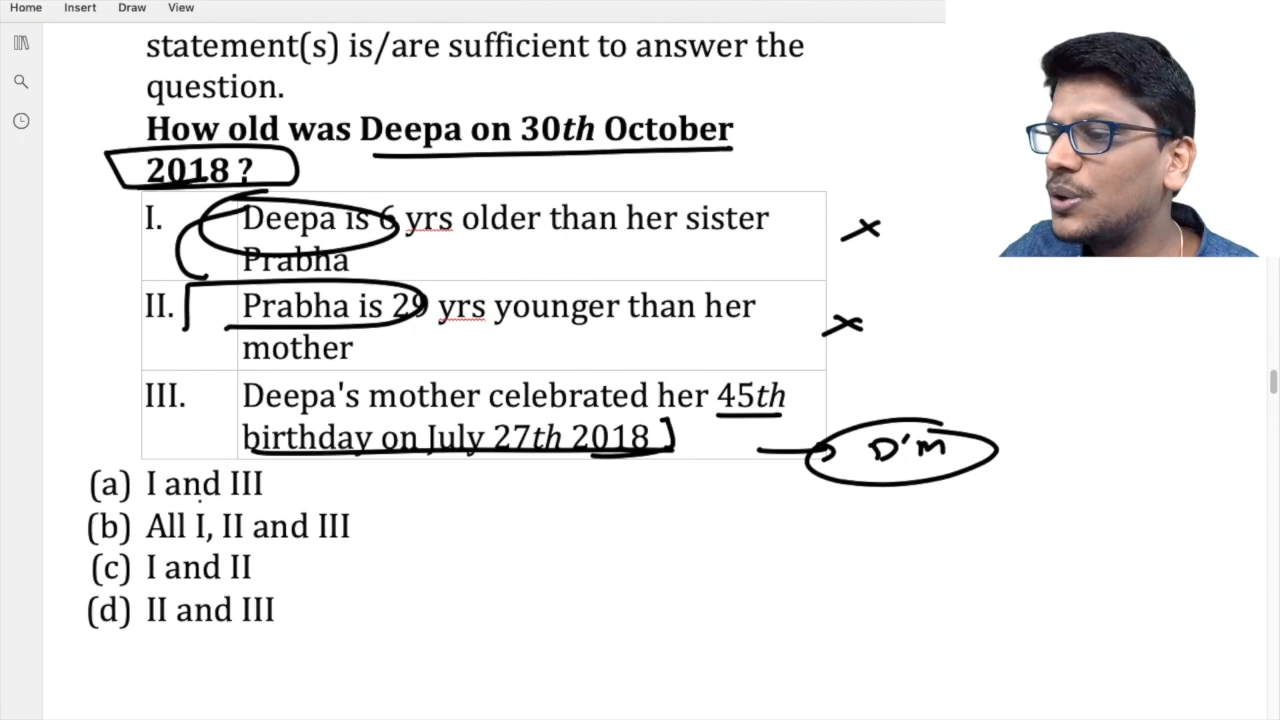 Home Insert Draw View
statement(s) is/are sufficient to answer the
question.
How old was Deepa on 30th October
2018 ?
I. Deepa is 6 yrs older than her sister
Prabha
II. Prabha is 29 yrs younger than her
mother
III. Deepa's mother celebrated her 45th
birthday on July 27th 2018
D'M
(a) I and III
(b) All I, II and III
(c) I and II
(d) II and III